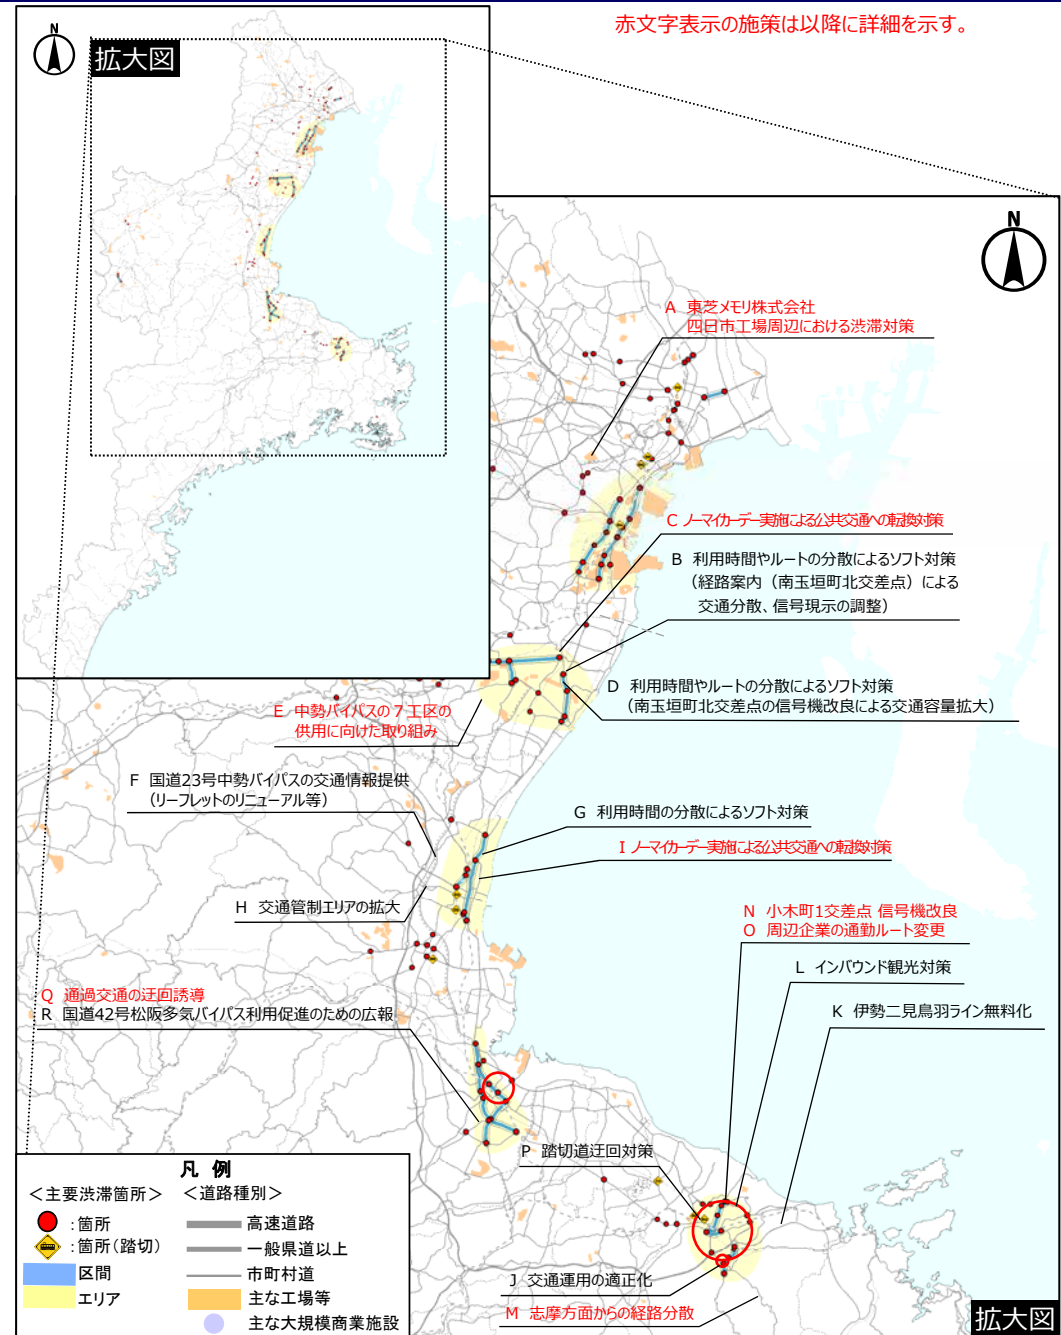 赤文字表示の施策は以降に詳細を示す。
N
拡大図
N
A 東芝メモリ株式会社
四日市工場周辺における渋滞対策
C ノーマイカーデー実施による公共交通への転換対策
B 利用時間やルートの分散によるソフト対策
(経路案内（南玉垣町北交差点）による
交通分散、信号現示の調整）
D 利用時間やルートの分散によるソフト対策
（南玉垣町北交差点の信号機改良による交通容量拡大）
E 中勢バイパスの7工区の
供用に向けた取り組み
F 国道23号中勢バイパスの交通情報提供
(リーフレットのリニューアル等）
G 利用時間の分散によるソフト対策
I ノーマイカーデー実施による公共交通への転換対策
H 交通管制エリアの拡大
N 小木町1交差点 信号機改良
O 周辺企業の通勤ルート変更
L インバウンド観光対策
K 伊勢二見鳥羽ライン無料化
Q 通過交通の迂回誘導
R 国道42号松阪多気バイパス利用促進のための広報
P 踏切道迂回対策
J 交通運用の適正化
M 志摩方面からの経路分散
凡 例
＜主要渋滞箇所＞ ＜道路種別＞
：箇所 高速道路
：箇所（踏切） 一般県道以上
区間 市町村道
エリア 主な工場等
主な大規模商業施設
拡大図